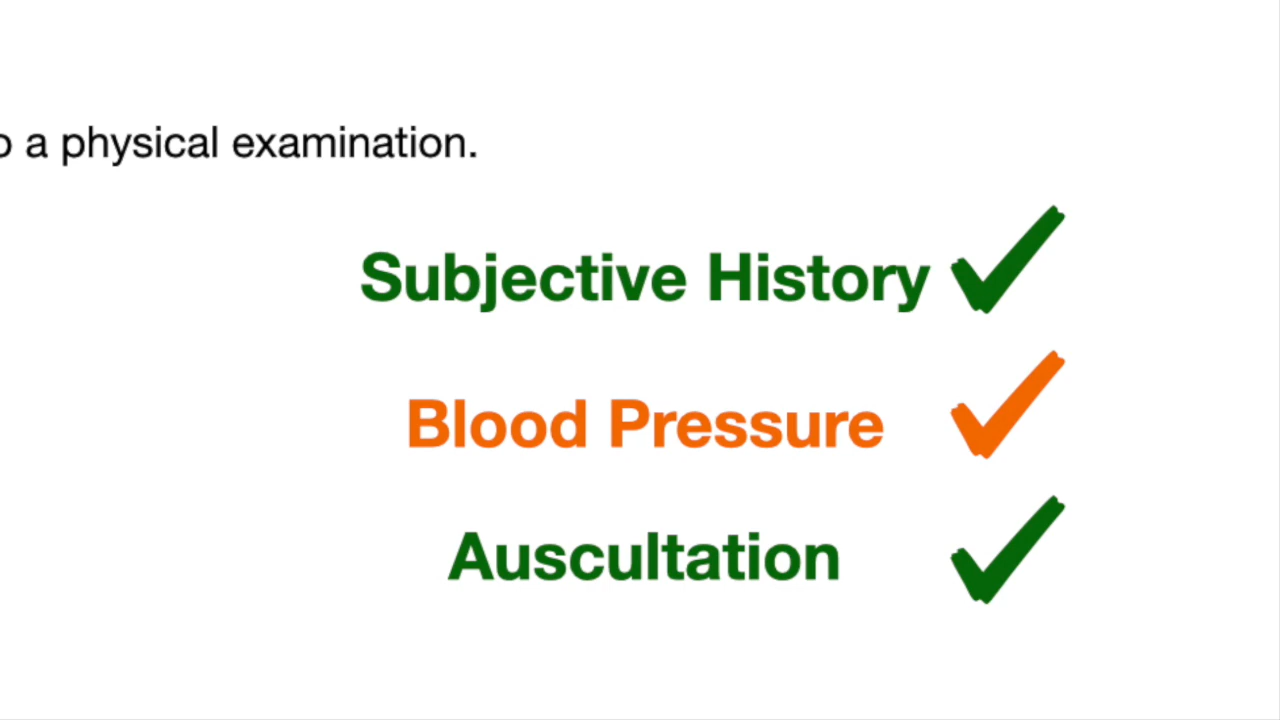 a physical examination.
Subjective History
Blood Pressure
Auscultation